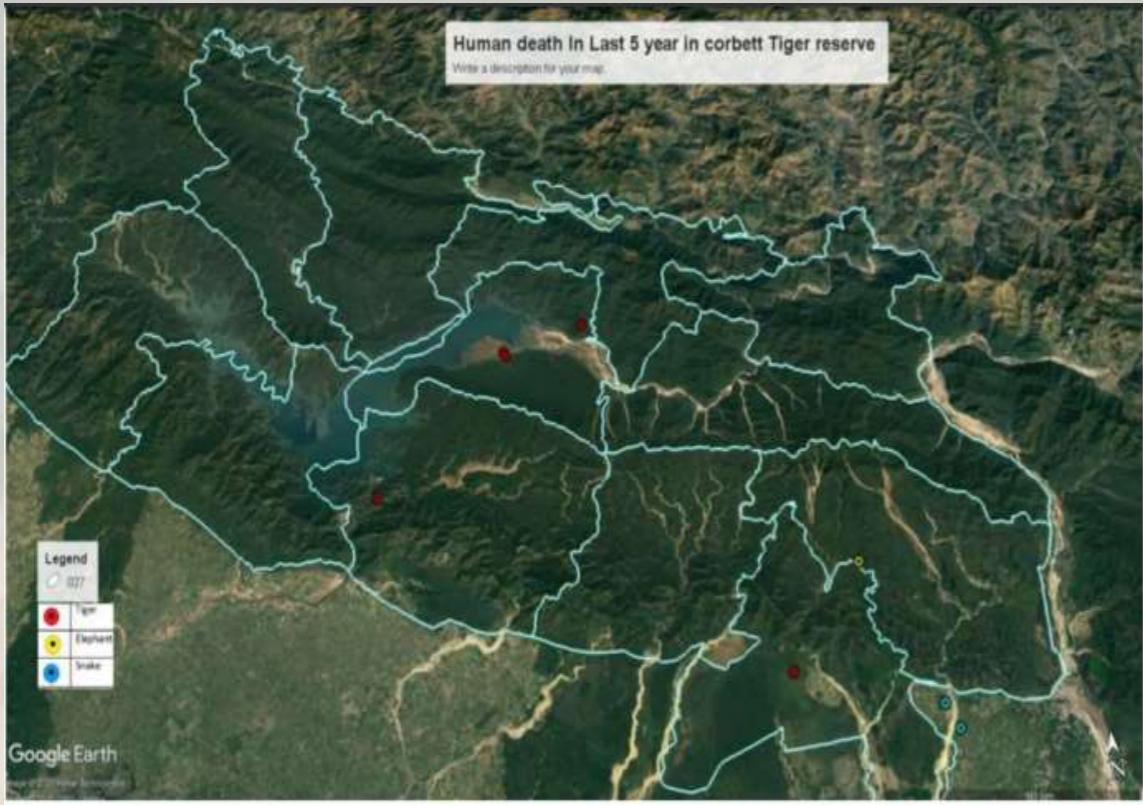 Human death In Last 5 year in corbett Tiger reserve
Write a description for your map.
Legend
027
Tiger
Elephant
Snake
Google Earth
N